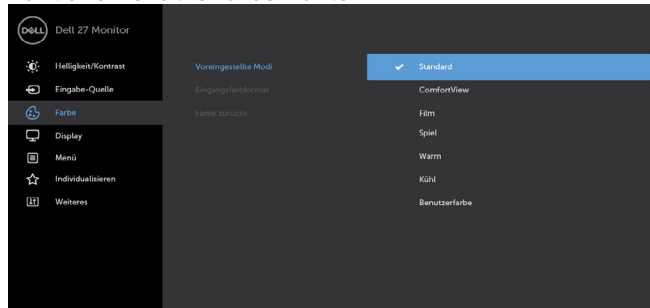 DELL Dell 27 Monitor
Helligkeit/Kontrast Voreingestellte Modi Standard
Eingabe-Quelle Eingangsfarbformat ComfortView
Farbe Farbe zurücks. Film
Display Spiel
Menü Warm
Individualisieren Kühl
Weiteres Benutzerfarbe